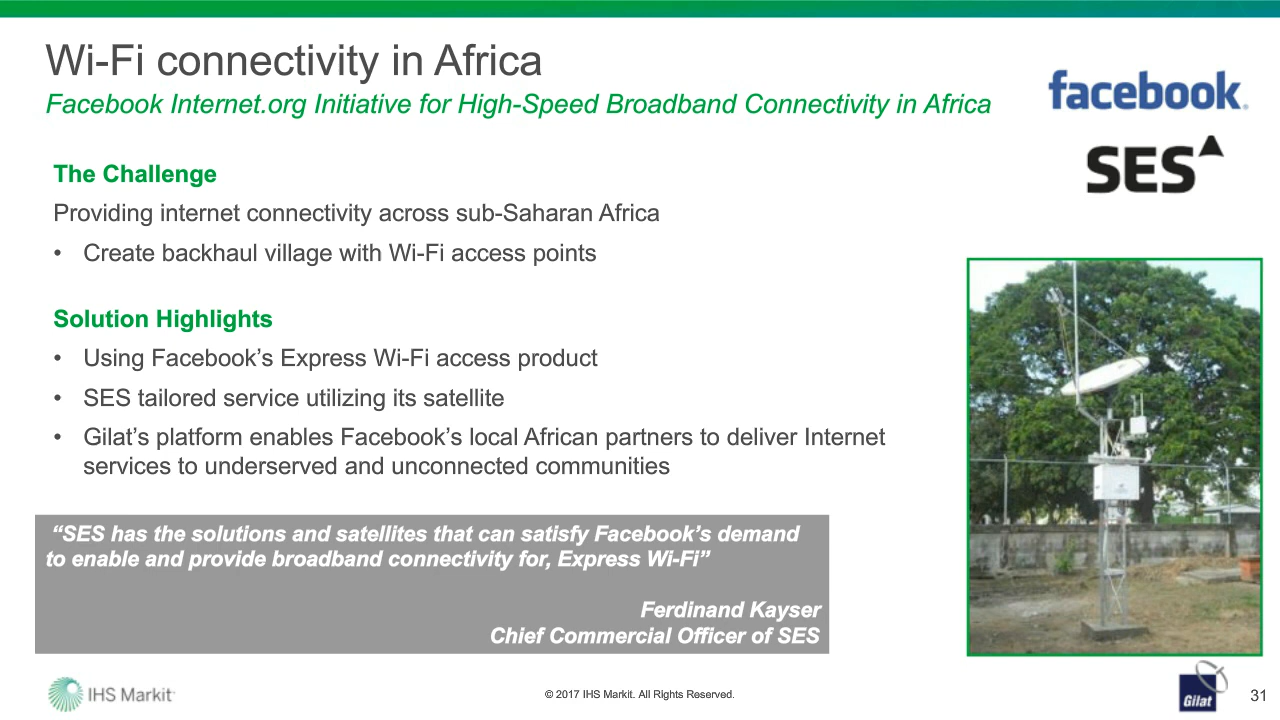 Wi-Fi connectivity in Africa
Facebook Internet.org Initiative for High-Speed Broadband Connectivity in Africa
facebook.
SES
The Challenge
Providing internet connectivity across sub-Saharan Africa
• Create backhaul village with Wi-Fi access points
Solution Highlights
• Using Facebook’s Express Wi-Fi access product
• SES tailored service utilizing its satellite
• Gilat’s platform enables Facebook’s local African partners to deliver Internet
services to underserved and unconnected communities
“SES has the solutions and satellites that can satisfy Facebook’s demand
to enable and provide broadband connectivity for, Express Wi-Fi”
Ferdinand Kayser
Chief Commercial Officer of SES
IHS Markit
© 2017 IHS Markit. All Rights Reserved.
Gilat
31